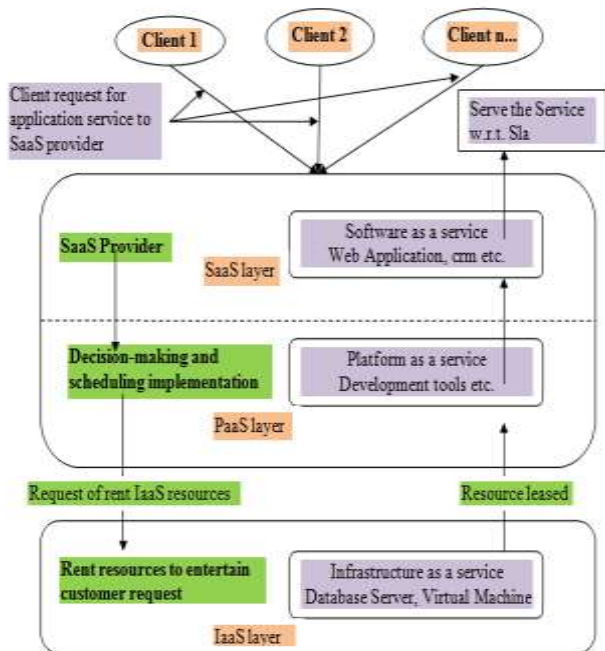 Client 1
Client 2
Client n...
Client request for
application service to
SaaS provider
Serve the Service
w.r.t. Sla
SaaS Provider
Software as a service
Web Application, crm etc.
SaaS layer
Decision-making and
scheduling implementation
Platform as a service
Development tools etc.
PaaS layer
Request of rent IaaS resources
Resource leased
Rent resources to entertain
customer request
Infrastructure as a service
Database Server, Virtual Machine
IaaS layer